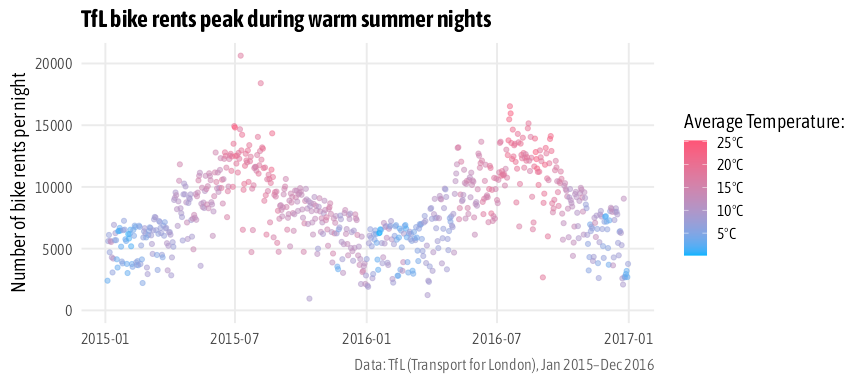 TfL bike rents peak during warm summer nights
Number of bike rents per night
20000
15000
10000
5000
0
2015-01
2015-07
2016-01
2016-07
2017-01
Average Temperature:
25°C
20°C
15°C
10°C
5°C
Data: TfL (Transport for London), Jan 2015–Dec 2016